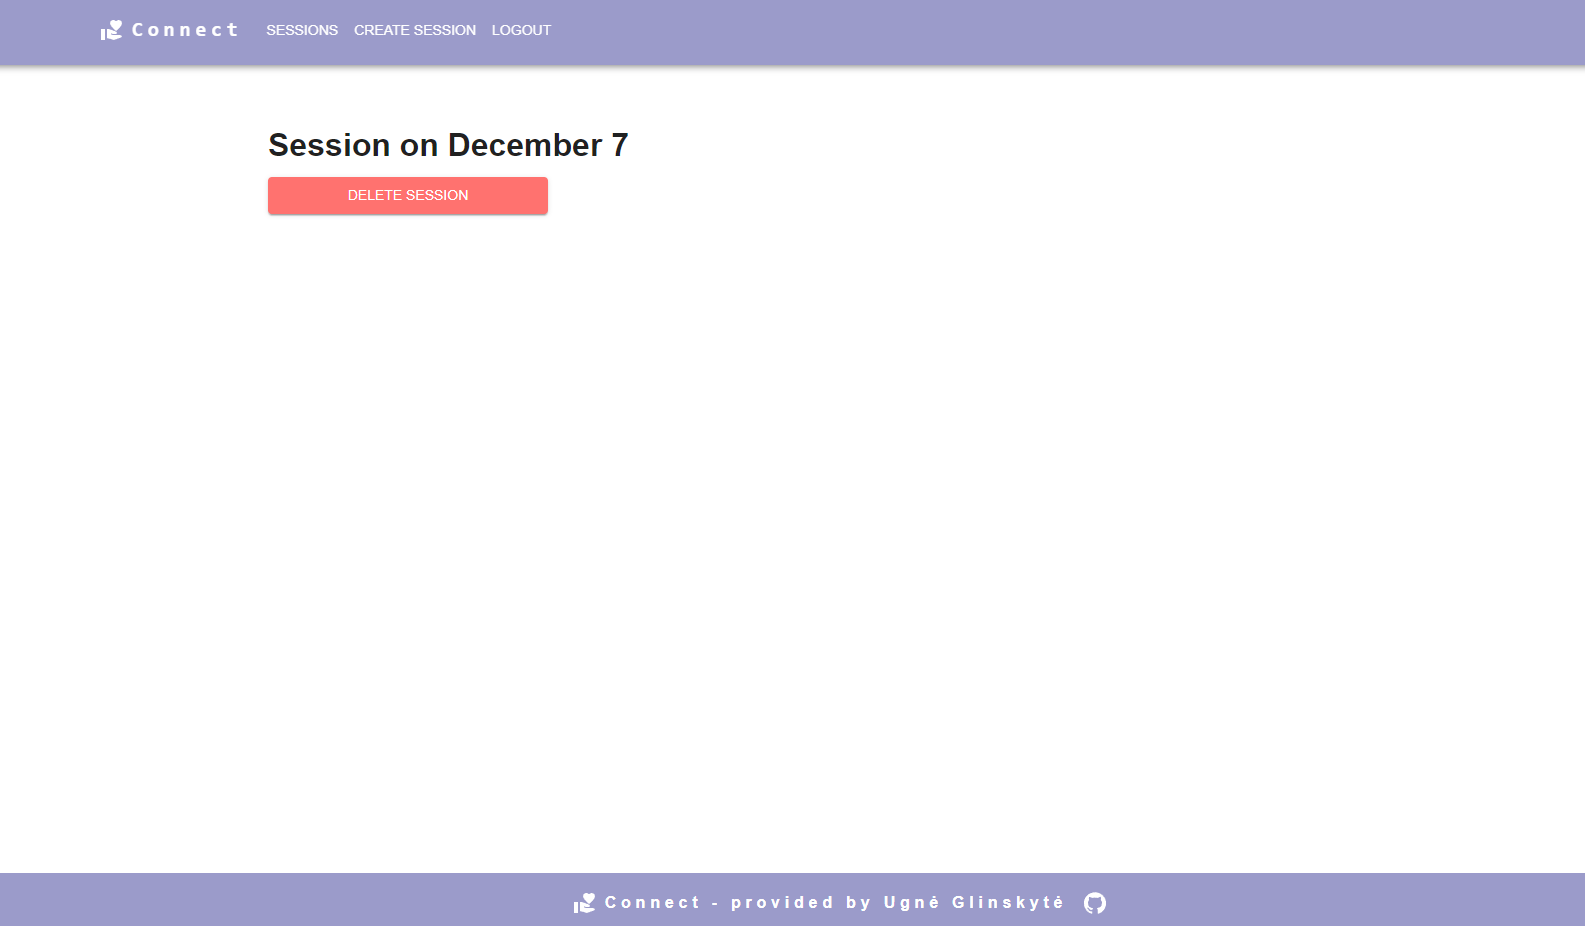 Connect SESSIONS CREATE SESSION LOGOUT
Session on December 7
DELETE SESSION
Connect - provided by Ugnė Glinskytė